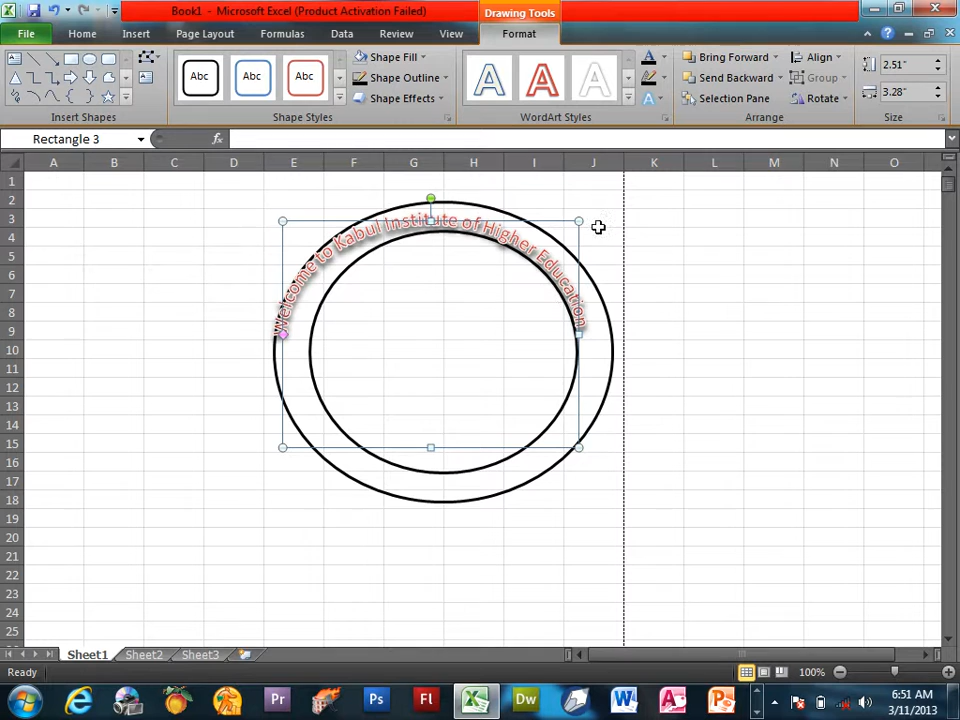 Book1 - Microsoft Excel (Product Activation Failed)
Drawing Tools
File Home Insert Page Layout Formulas Data Review View Format
Abc Abc Abc
Shape Fill
Shape Outline
Shape Effects
A A A
A
A
Bring Forward
Send Backward
Selection Pane
Align
Group
Rotate
2.51"
3.28"
Insert Shapes Shape Styles WordArt Styles Arrange Size
Rectangle 3 fx
A B C D E F G H I J K L M N O
1
2
3
4
5
6
7
8
9
10
11
12
13
14
15
16
17
18
19
20
21
22
23
24
25
Welcome to Kabul Institute of Higher Education
Sheet1 Sheet2 Sheet3
Ready 100%
Pr Ps Fl Dw W A P
6:51 AM
3/11/2013